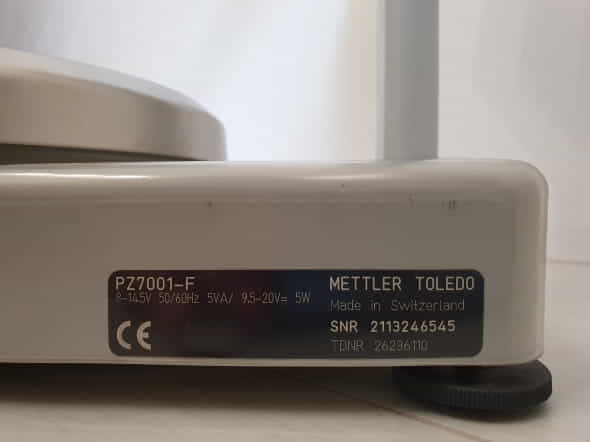 PZ7001-F
8-14.5V 50/60Hz 5VA/ 9.5-20V= 5W
CE
METTLER TOLEDO
Made in Switzerland
SNR 2113246545
TDNR 26236110